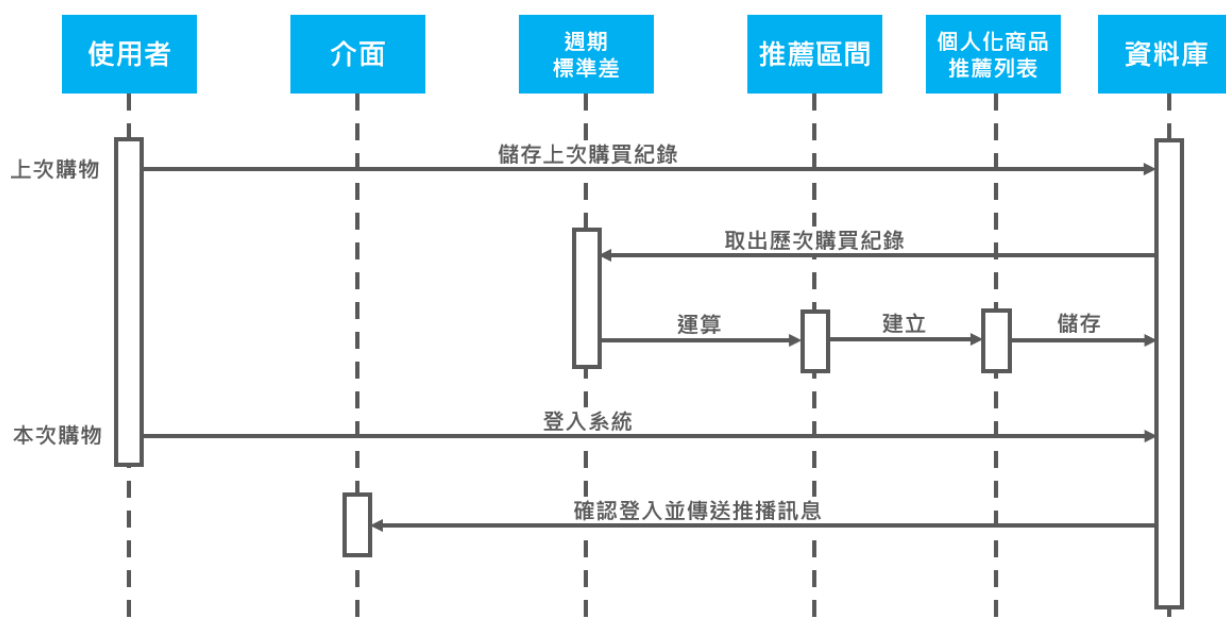 使用者
介面
週期
標準差
推薦區間
個人化商品
推薦列表
資料庫
上次購物
儲存上次購買紀錄
取出歷次購買紀錄
運算
建立
儲存
本次購物
登入系統
確認登入並傳送推播訊息